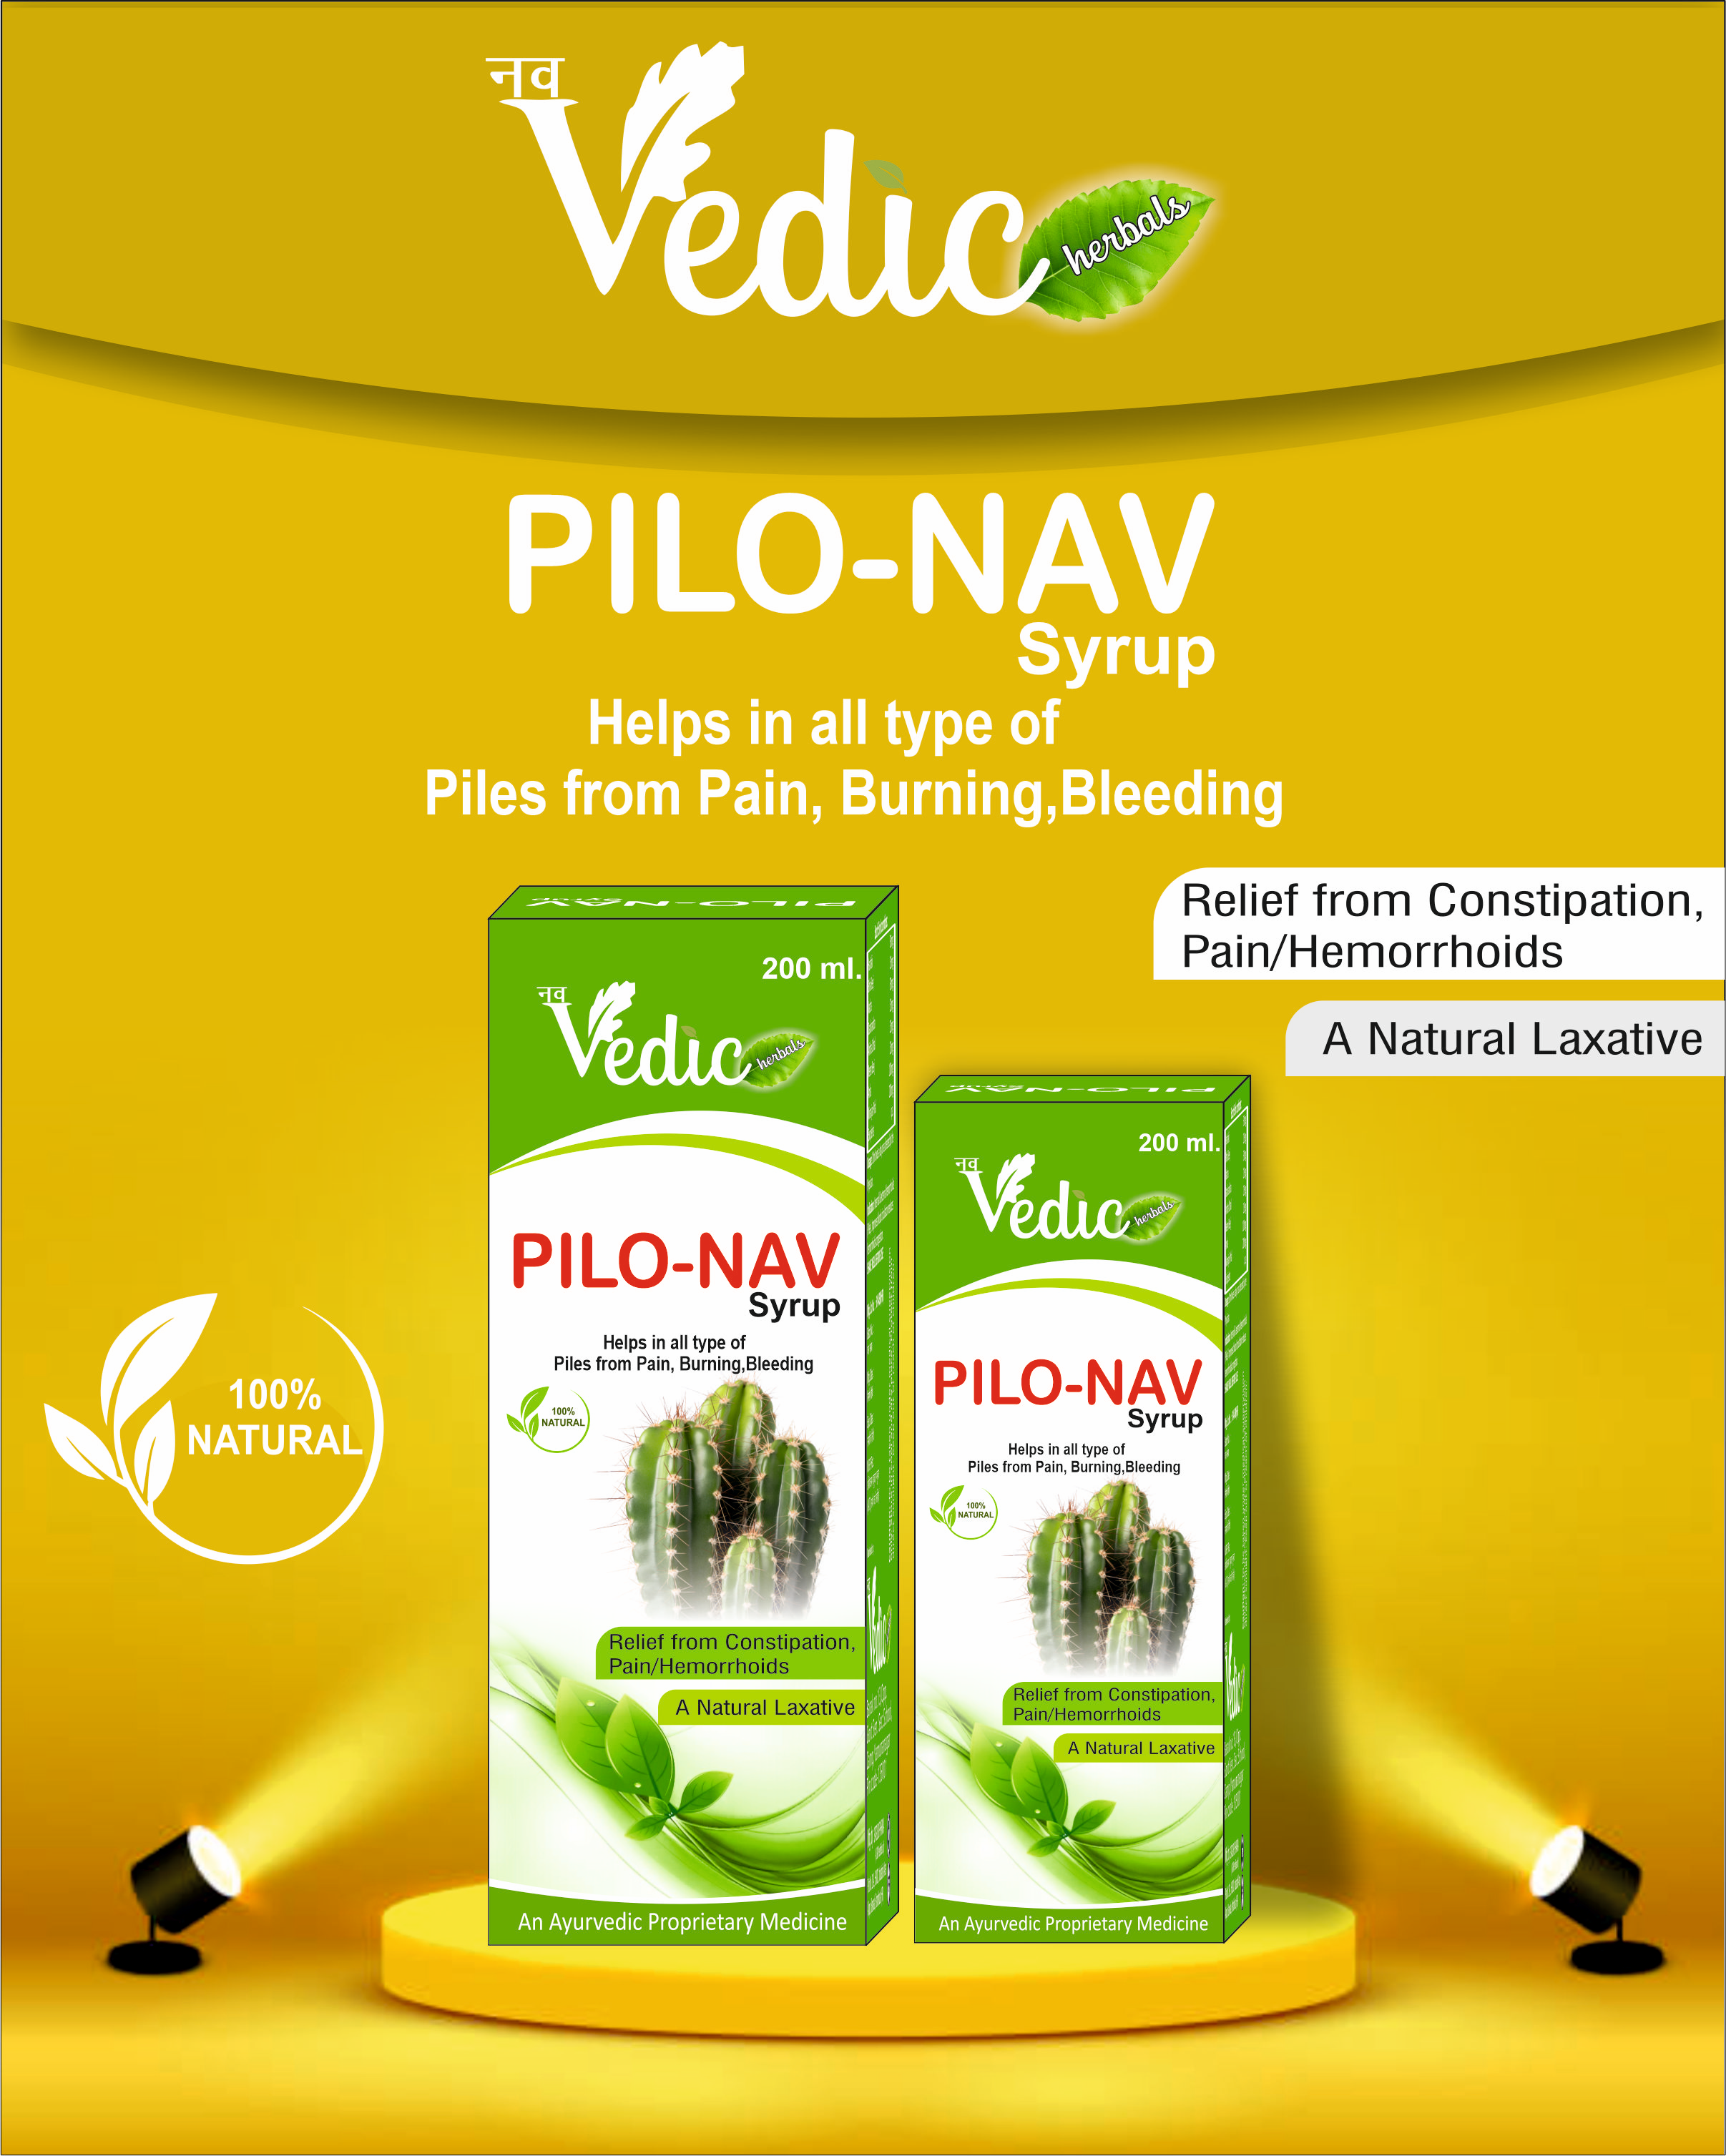 नव
Vedic
herbals
PILO-NAV
Syrup
Helps in all type of
Piles from Pain, Burning,Bleeding
Relief from Constipation,
Pain/Hemorrhoids
A Natural Laxative
100%
NATURAL
PILO-NAV
Syrup
200 ml.
नव
Vedic
herbals
PILO-NAV
Syrup
Helps in all type of
Piles from Pain, Burning,Bleeding
100%
NATURAL
Relief from Constipation,
Pain/Hemorrhoids
A Natural Laxative
An Ayurvedic Proprietary Medicine
Vedic
PILO-NAV
Syrup
200 ml.
नव
Vedic
herbals
PILO-NAV
Syrup
Helps in all type of
Piles from Pain, Burning,Bleeding
100%
NATURAL
Relief from Constipation,
Pain/Hemorrhoids
A Natural Laxative
An Ayurvedic Proprietary Medicine
Vedic